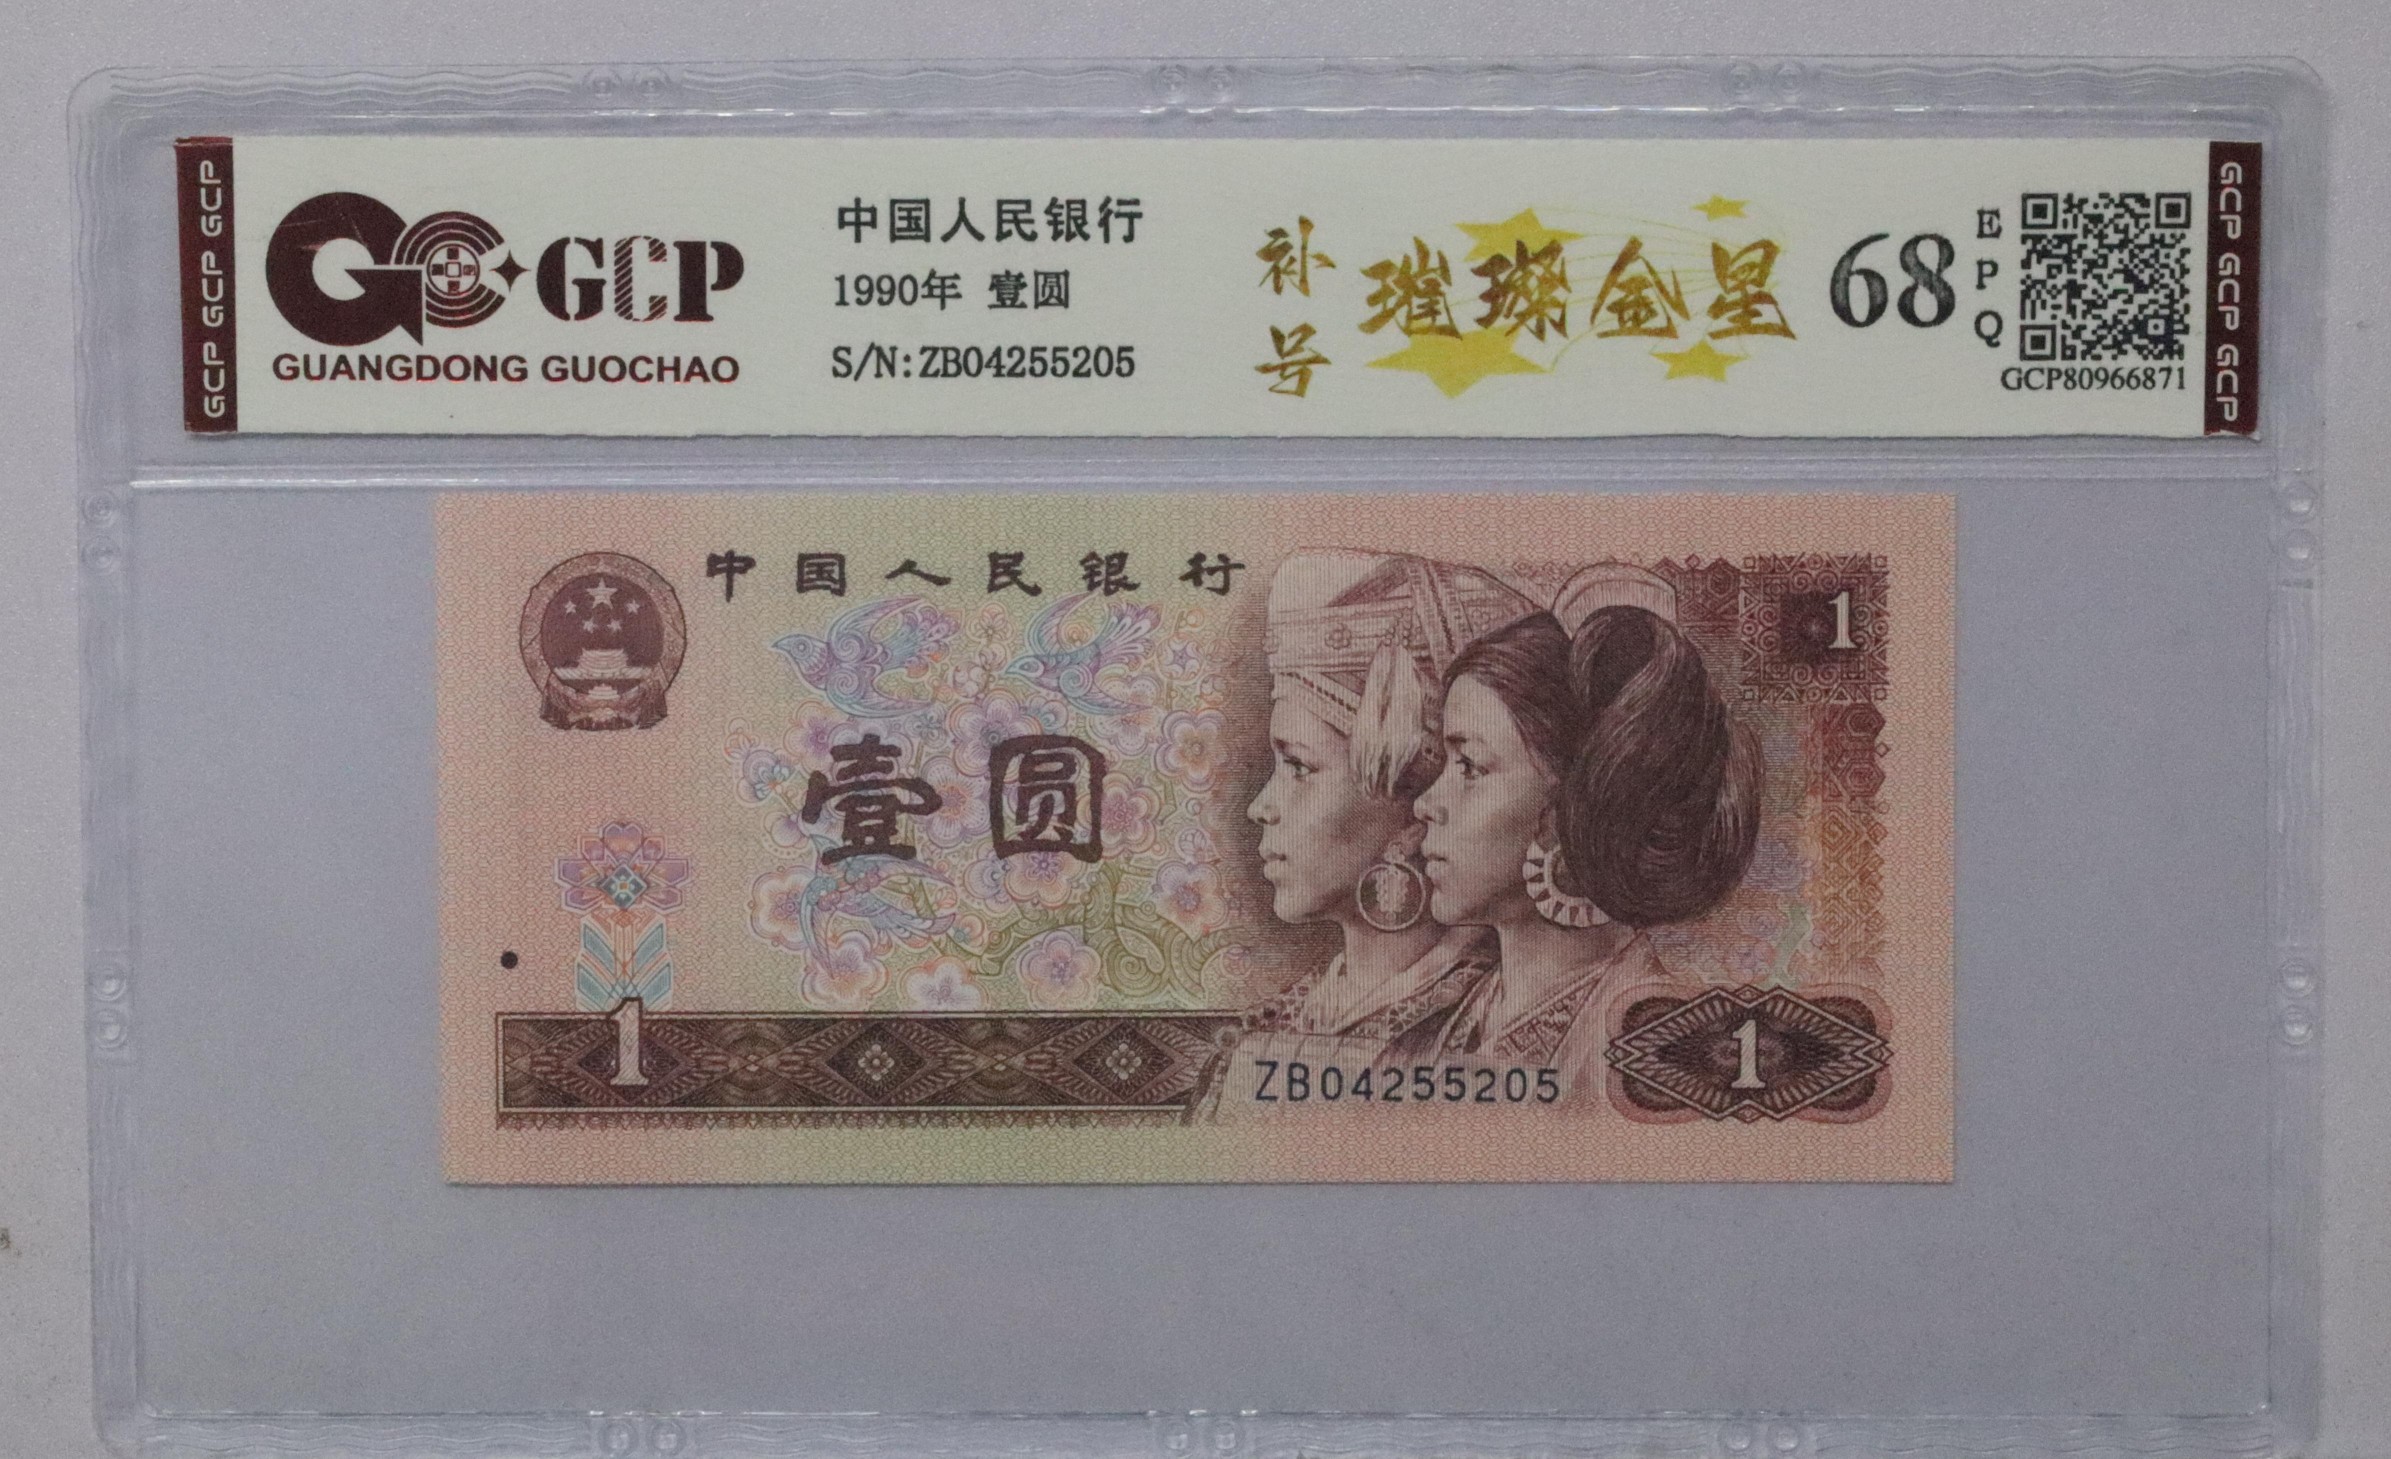 GCP GCP GCP
GCP
GUANGDONG GUOCHAO
中国人民银行
1990年 壹圆
S/N:ZB04255205
补号
璀璨金星
68
EPQ
GCP80966871
GCP GCP GCP
中国人民银行
1
壹圆
1
ZB04255205
1